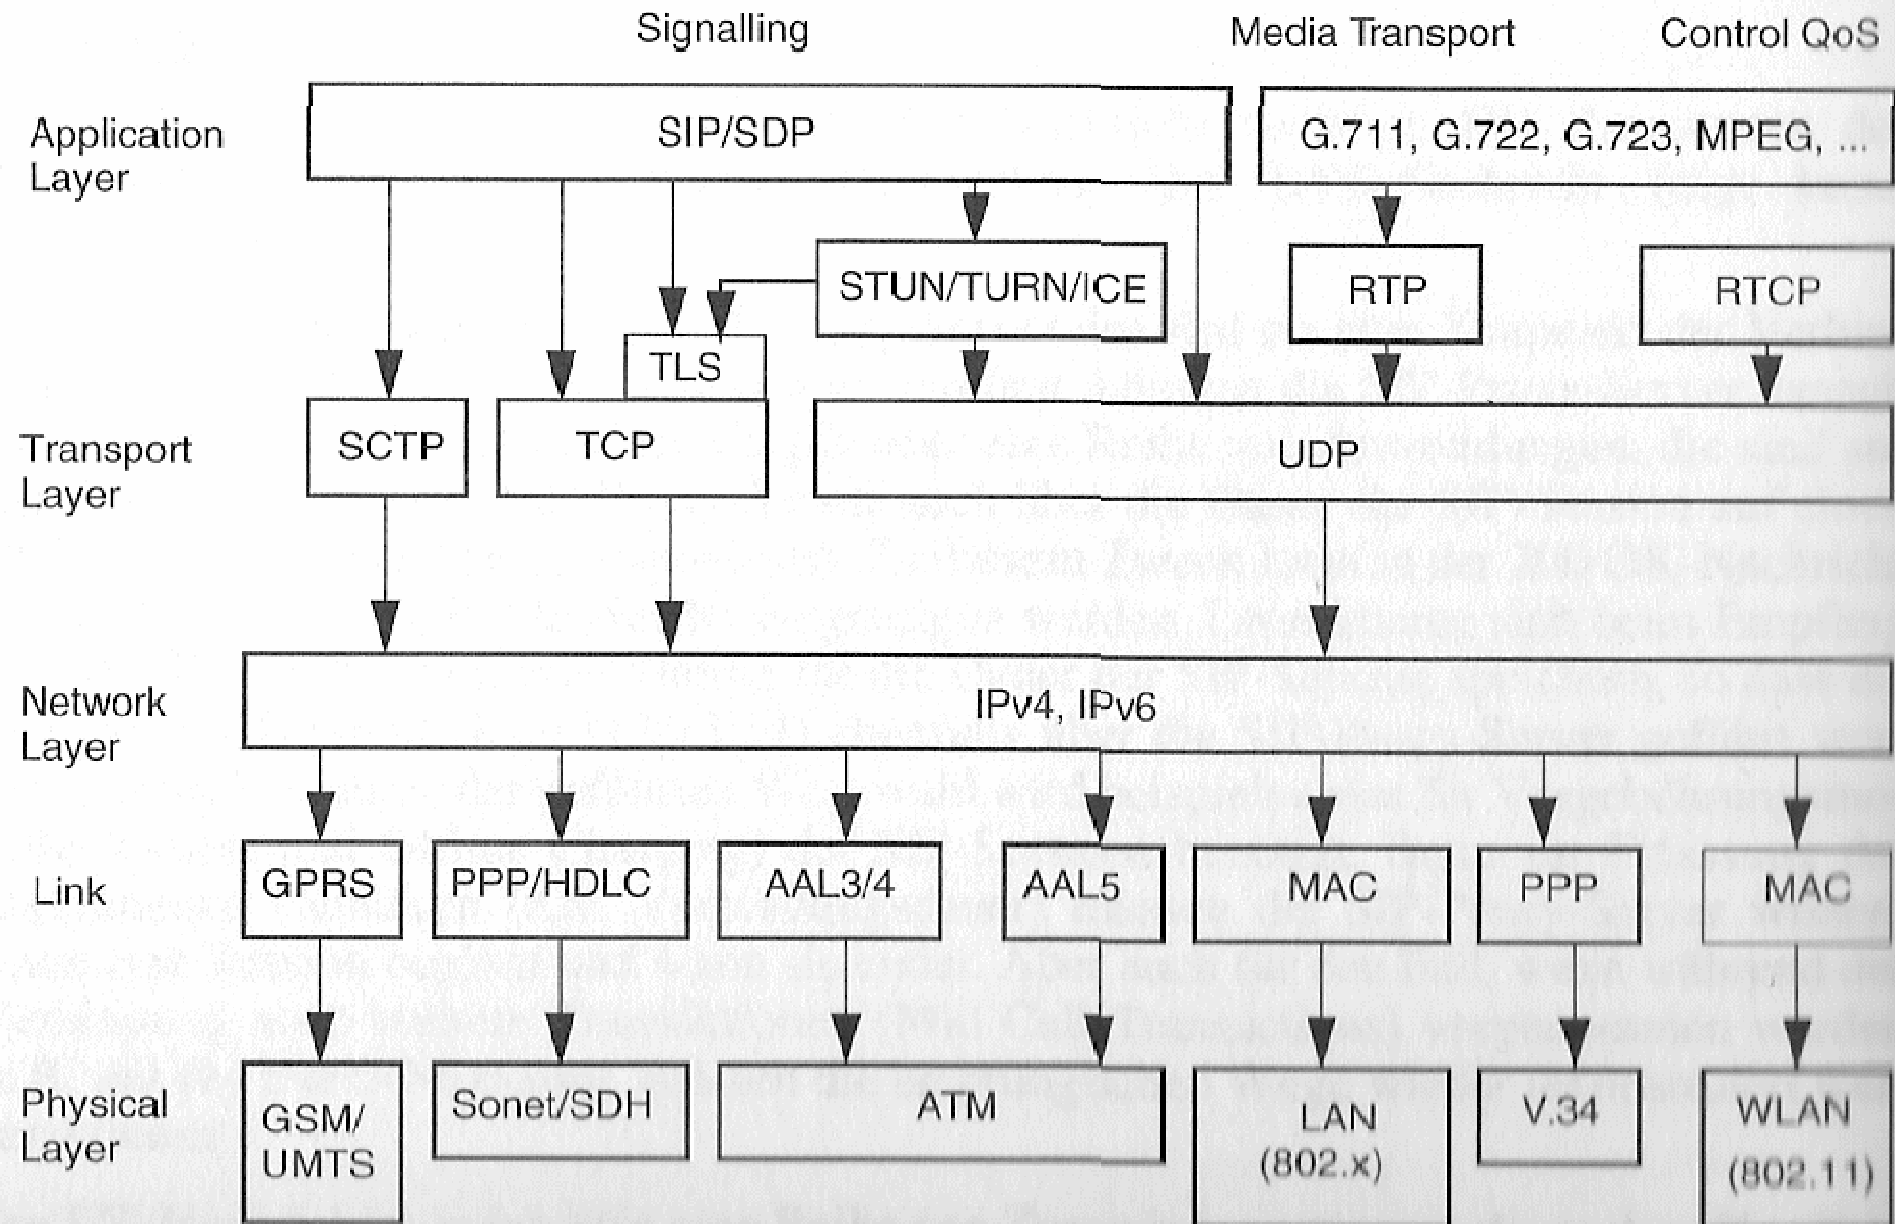 Signalling
Media Transport
Control QoS
Application
Layer
SIP/SDP
G.711, G.722, G.723, MPEG, ...
STUN/TURN/ICE
RTP
RTCP
TLS
Transport
Layer
SCTP
TCP
UDP
Network
Layer
IPv4, IPv6
Link
GPRS
PPP/HDLC
AAL3/4
AAL5
MAC
PPP
MAC
Physical
Layer
GSM/
UMTS
Sonet/SDH
ATM
LAN
(802.x)
V.34
WLAN
(802.11)